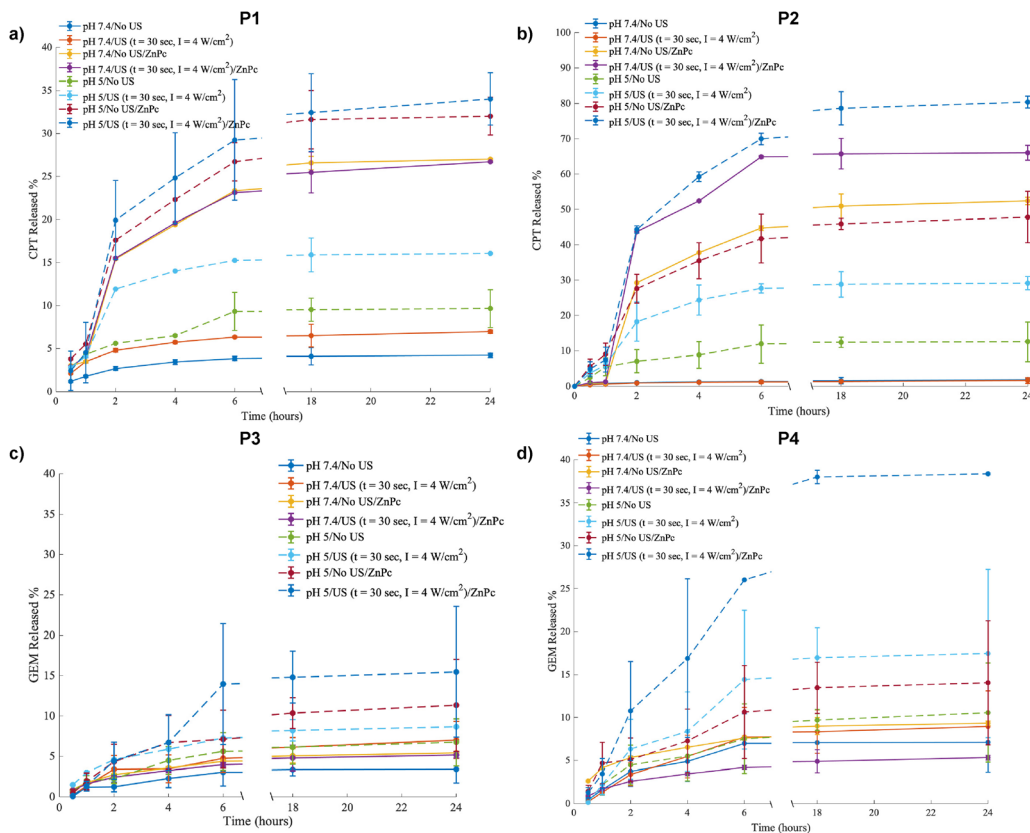 P1
a)
pH 7.4/No US
pH 7.4/US (t = 30 sec, I = 4 W/cm²)
pH 7.4/No US/ZnPc
pH 7.4/US (t = 30 sec, I = 4 W/cm²)/ZnPc
pH 5/No US
pH 5/US (t = 30 sec, I = 4 W/cm²)
pH 5/No US/ZnPc
pH 5/US (t = 30 sec, I = 4 W/cm²)/ZnPc
40
35
30
25
20
15
10
5
0
CPT Released %
0 2 4 6 18 20 22 24
Time (hours)
P2
b)
pH 7.4/No US
pH 7.4/US (t = 30 sec, I = 4 W/cm²)
pH 7.4/No US/ZnPc
pH 7.4/US (t = 30 sec, I = 4 W/cm²)/ZnPc
pH 5/No US
pH 5/US (t = 30 sec, I = 4 W/cm²)
pH 5/No US/ZnPc
pH 5/US (t = 30 sec, I = 4 W/cm²)/ZnPc
100
90
80
70
60
50
40
30
20
10
0
CPT Released %
0 2 4 6 18 20 22 24
Time (hours)
P3
c)
pH 7.4/No US
pH 7.4/US (t = 30 sec, I = 4 W/cm²)
pH 7.4/No US/ZnPc
pH 7.4/US (t = 30 sec, I = 4 W/cm²)/ZnPc
pH 5/No US
pH 5/US (t = 30 sec, I = 4 W/cm²)
pH 5/No US/ZnPc
pH 5/US (t = 30 sec, I = 4 W/cm²)/ZnPc
40
35
30
25
20
15
10
5
0
GEM Released %
0 2 4 6 18 20 22 24
Time (hours)
P4
d)
pH 7.4/No US
pH 7.4/US (t = 30 sec, I = 4 W/cm²)
pH 7.4/No US/ZnPc
pH 7.4/US (t = 30 sec, I = 4 W/cm²)/ZnPc
pH 5/No US
pH 5/US (t = 30 sec, I = 4 W/cm²)
pH 5/No US/ZnPc
pH 5/US (t = 30 sec, I = 4 W/cm²)/ZnPc
40
35
30
25
20
15
10
5
0
GEM Released %
0 2 4 6 18 20 22 24
Time (hours)